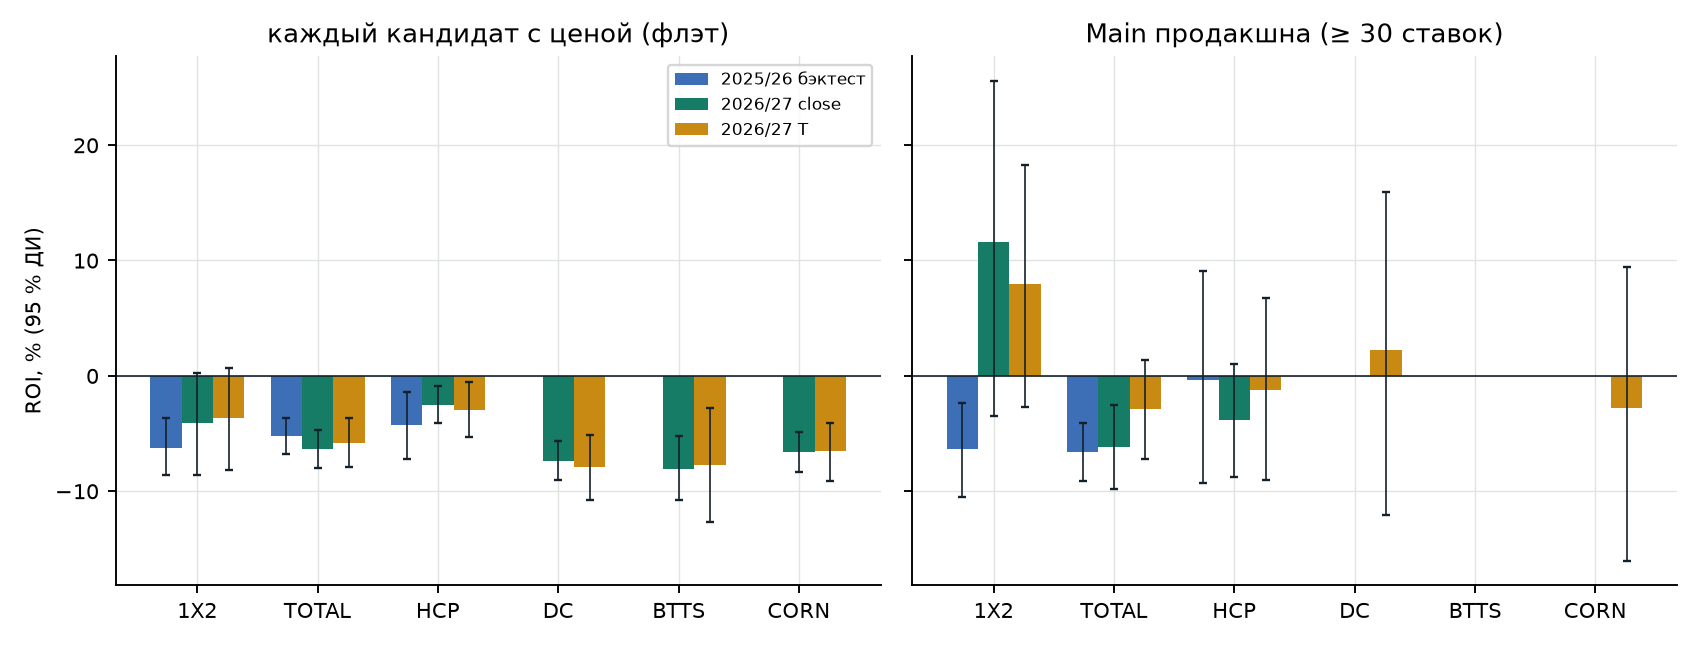 каждый кандидат с ценой (флэт)
Main продакшна (≥ 30 ставок)
2025/26 бэктест
2026/27 close
2026/27 T
ROI, % (95 % ДИ)
20
10
0
−10
1X2
TOTAL
HCP
DC
BTTS
CORN
1X2
TOTAL
HCP
DC
BTTS
CORN